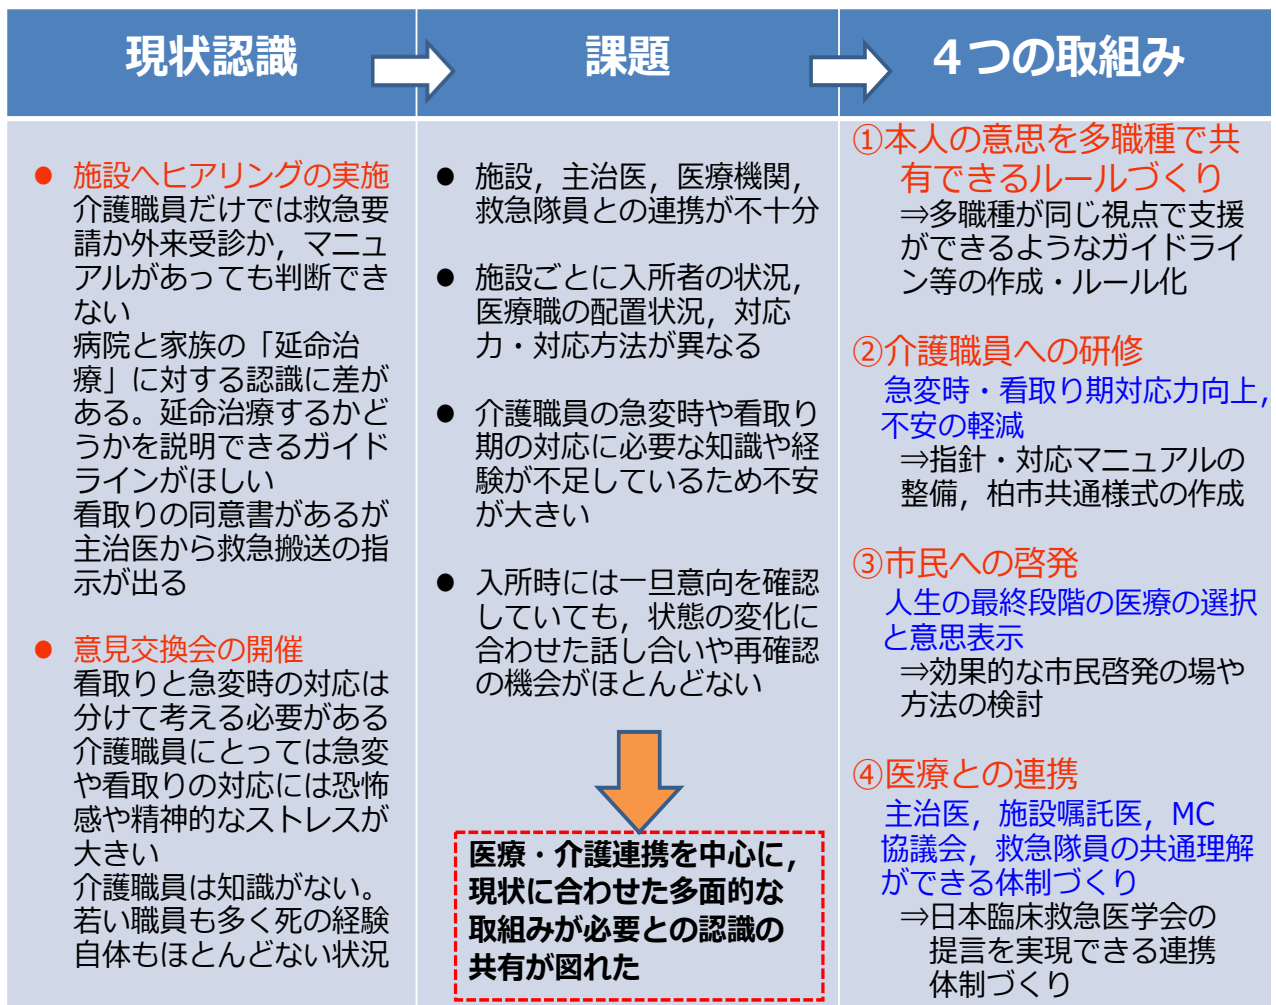 現状認識
課題
４つの取組み
● 施設へヒアリングの実施
介護職員だけでは救急要
請か外来受診か，マニュ
アルがあっても判断でき
ない
病院と家族の「延命治
療」に対する認識に差が
ある。延命治療するかど
うかを説明できるガイド
ラインがほしい
看取りの同意書があるが
主治医から救急搬送の指
示が出る
● 意見交換会の開催
看取りと急変時の対応は
分けて考える必要がある
介護職員にとっては急変
や看取りの対応には恐怖
感や精神的なストレスが
大きい
介護職員は知識がない。
若い職員も多く死の経験
自体もほとんどない状況
● 施設，主治医，医療機関，
救急隊員との連携が不十分
● 施設ごとに入所者の状況，
医療職の配置状況，対応
力・対応方法が異なる
● 介護職員の急変時や看取り
期の対応に必要な知識や経
験が不足しているため不安
が大きい
● 入所時には一旦意向を確認
していても，状態の変化に
合わせた話し合いや再確認
の機会がほとんどない
医療・介護連携を中心に，
現状に合わせた多面的な
取組みが必要との認識の
共有が図れた
①本人の意思を多職種で共
有できるルールづくり
⇒多職種が同じ視点で支援
ができるようなガイドライ
ン等の作成・ルール化
②介護職員への研修
急変時・看取り期対応力向上，
不安の軽減
⇒指針・対応マニュアルの
整備，柏市共通様式の作成
③市民への啓発
人生の最終段階の医療の選択
と意思表示
⇒効果的な市民啓発の場や
方法の検討
④医療との連携
主治医，施設嘱託医，MC
協議会，救急隊員の共通理解
ができる体制づくり
⇒日本臨床救急医学会の
提言を実現できる連携
体制づくり